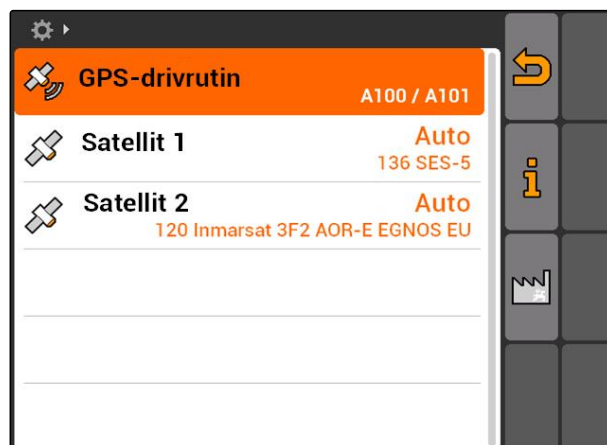 GPS-drivrutin
A100 / A101
Satellit 1
Auto
136 SES-5
Satellit 2
Auto
120 Inmarsat 3F2 AOR-E EGNOS EU